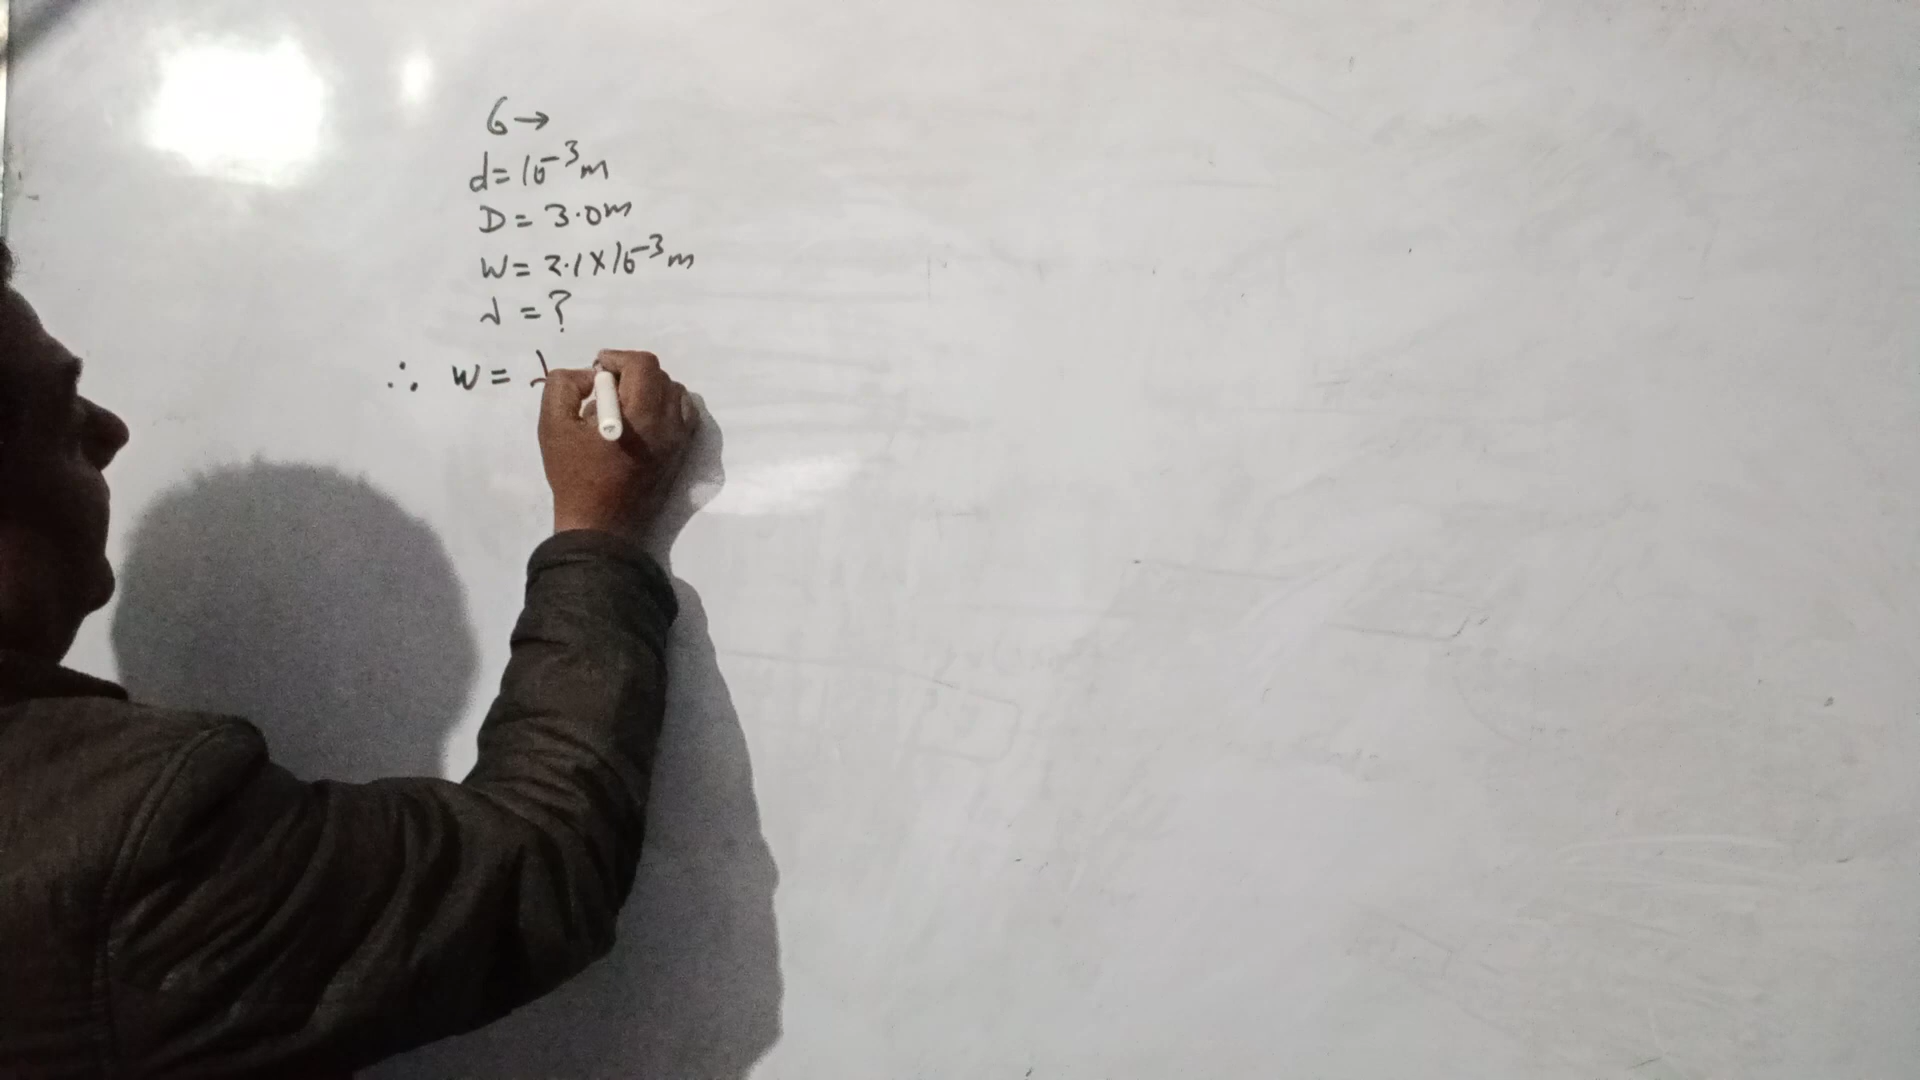 6→
d = 10⁻³m
D = 3.0m
W = 2.1×10⁻³m
λ = ?
∴ W = λ